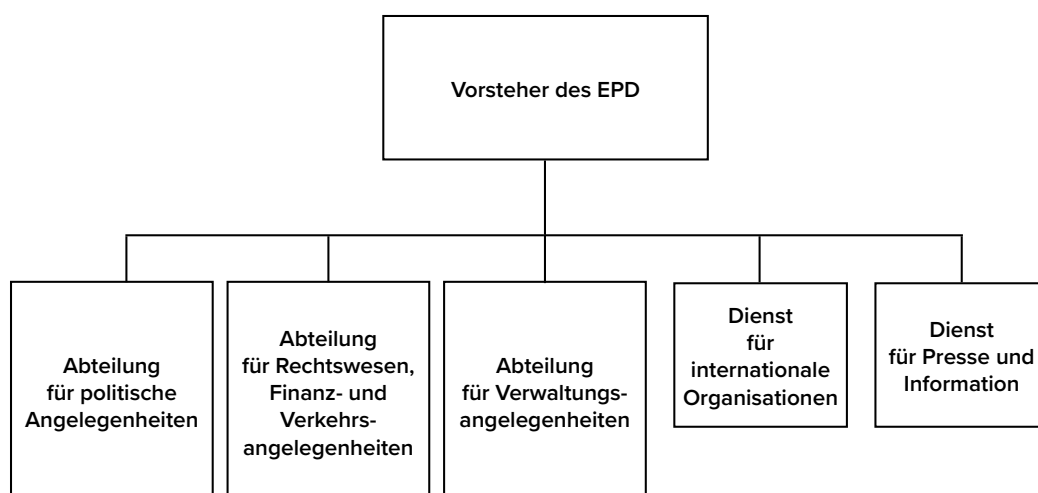 Vorsteher des EPD
Abteilung
für politische
Angelegenheiten
Abteilung
für Rechtswesen,
Finanz- und
Verkehrs-
angelegenheiten
Abteilung
für Verwaltungs-
angelegenheiten
Dienst
für
internationale
Organisationen
Dienst
für Presse und
Information